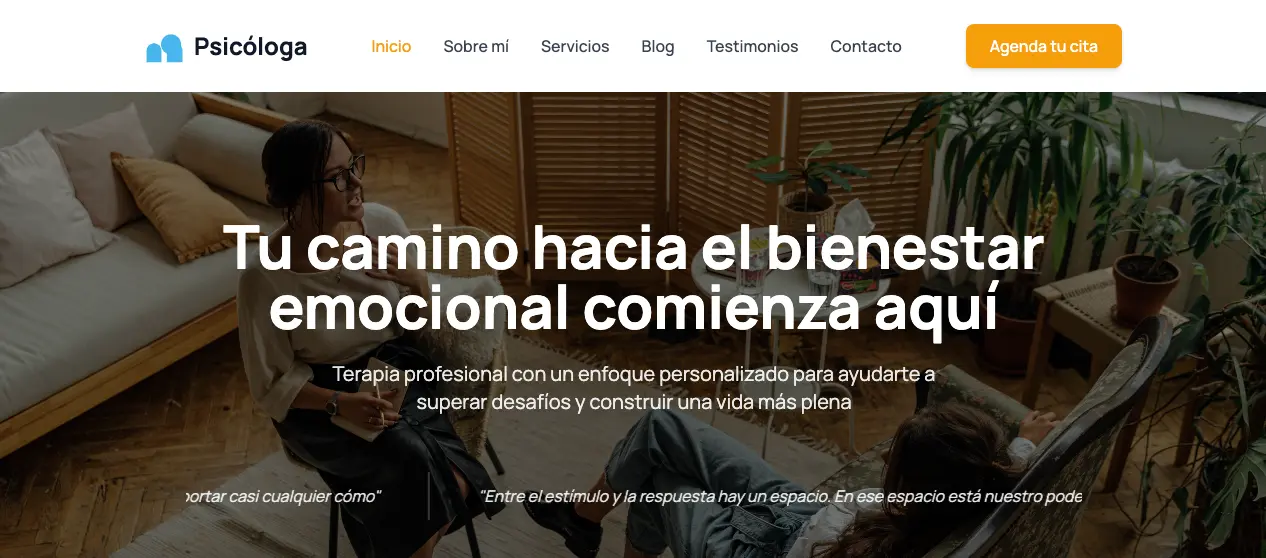 Psicóloga
Inicio
Sobre mí
Servicios
Blog
Testimonios
Contacto
Agenda tu cita
Tu camino hacia el bienestar
emocional comienza aquí
Terapia profesional con un enfoque personalizado para ayudarte a
superar desafíos y construir una vida más plena
portar casi cualquier cómo"
"Entre el estímulo y la respuesta hay un espacio. En ese espacio está nuestro pode